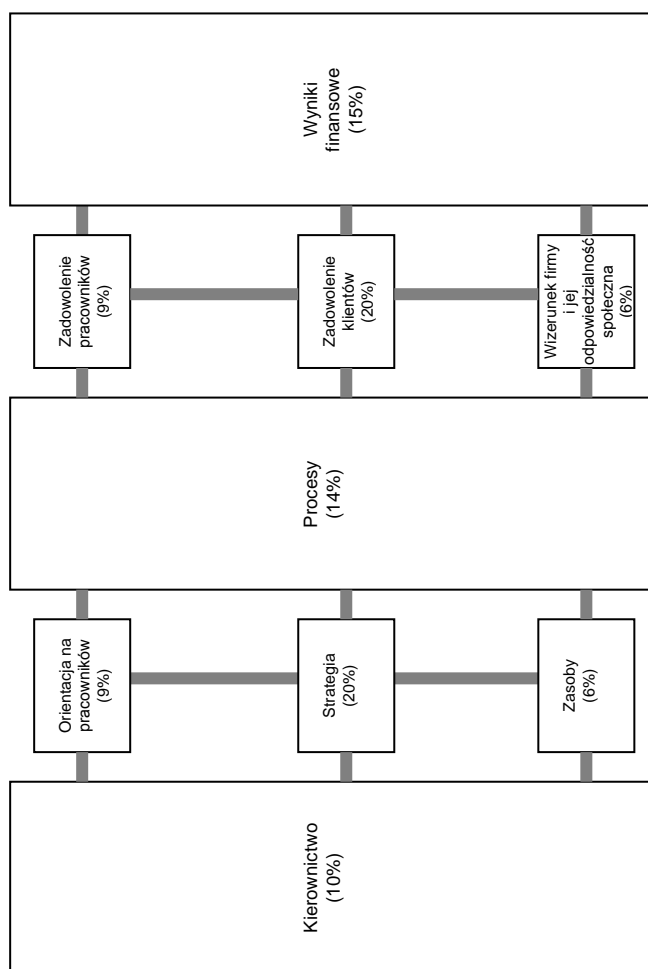 Kierownictwo
(10%)
Orientacja na
pracowników
(9%)
Strategia
(20%)
Zasoby
(6%)
Procesy
(14%)
Zadowolenie
pracowników
(9%)
Zadowolenie
klientów
(20%)
Wizerunek firmy
i jej
odpowiedzialność
społeczna
(6%)
Wyniki
finansowe
(15%)